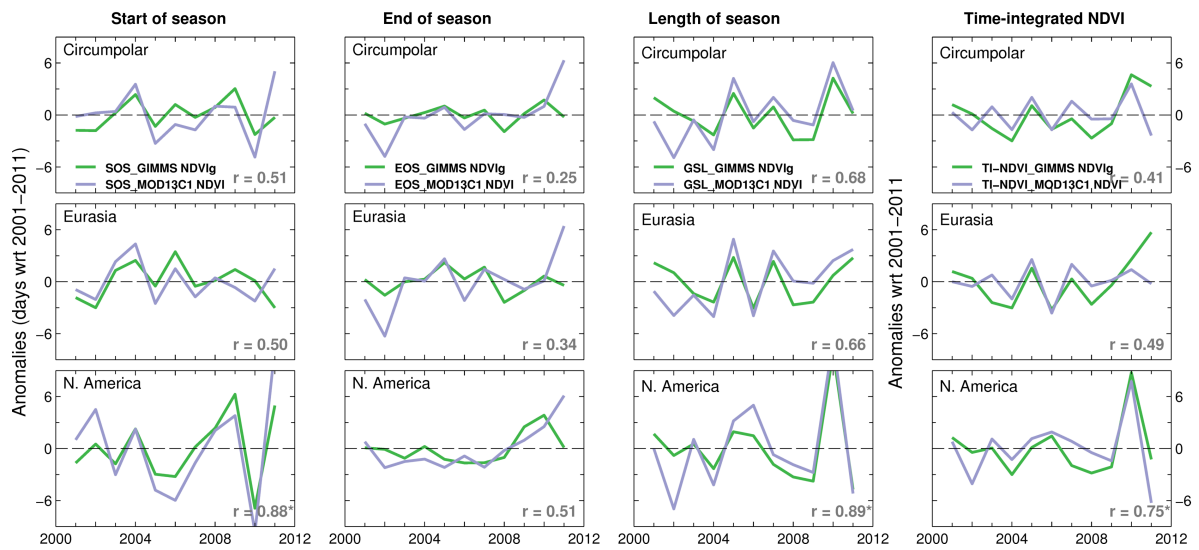 Start of season
End of season
Length of season
Time-integrated NDVI
Anomalies (days wrt 2001-2011)
Anomalies wrt 2001-2011
Circumpolar
Circumpolar
Circumpolar
Circumpolar
6
0
-6
6
0
-6
SOS_GIMMS NDVIg
SOS_MOD13C1 NDVI
r = 0.51
EOS_GIMMS NDVIg
EOS_MOD13C1 NDVI
r = 0.25
GSL_GIMMS NDVIg
GSL_MOD13C1 NDVI
r = 0.68
TI-NDVI_GIMMS NDVIg
TI-NDVI_MOD13C1 NDVI
r = 0.41
Eurasia
Eurasia
Eurasia
Eurasia
6
0
-6
6
0
-6
r = 0.50
r = 0.34
r = 0.66
r = 0.49
N. America
N. America
N. America
N. America
6
0
-6
6
0
-6
r = 0.88*
r = 0.51
r = 0.89*
r = 0.75*
2000 2004 2008 2012
2000 2004 2008 2012
2000 2004 2008 2012
2000 2004 2008 2012